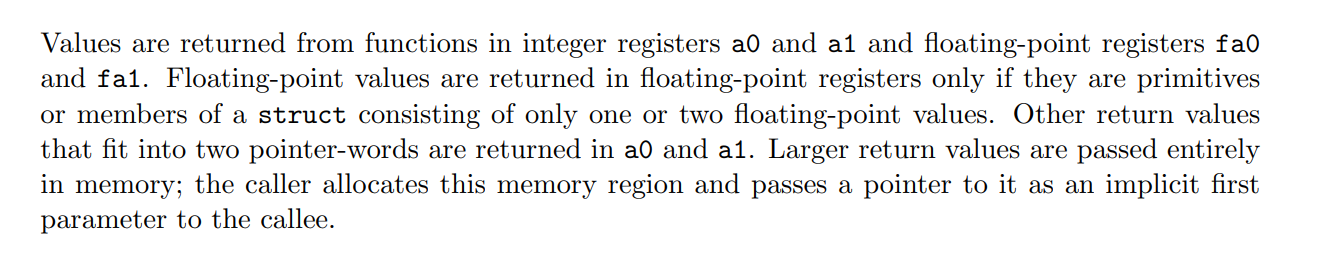 Values are returned from functions in integer registers a0 and a1 and floating-point registers fa0
and fa1. Floating-point values are returned in floating-point registers only if they are primitives
or members of a struct consisting of only one or two floating-point values. Other return values
that fit into two pointer-words are returned in a0 and a1. Larger return values are passed entirely
in memory; the caller allocates this memory region and passes a pointer to it as an implicit first
parameter to the callee.